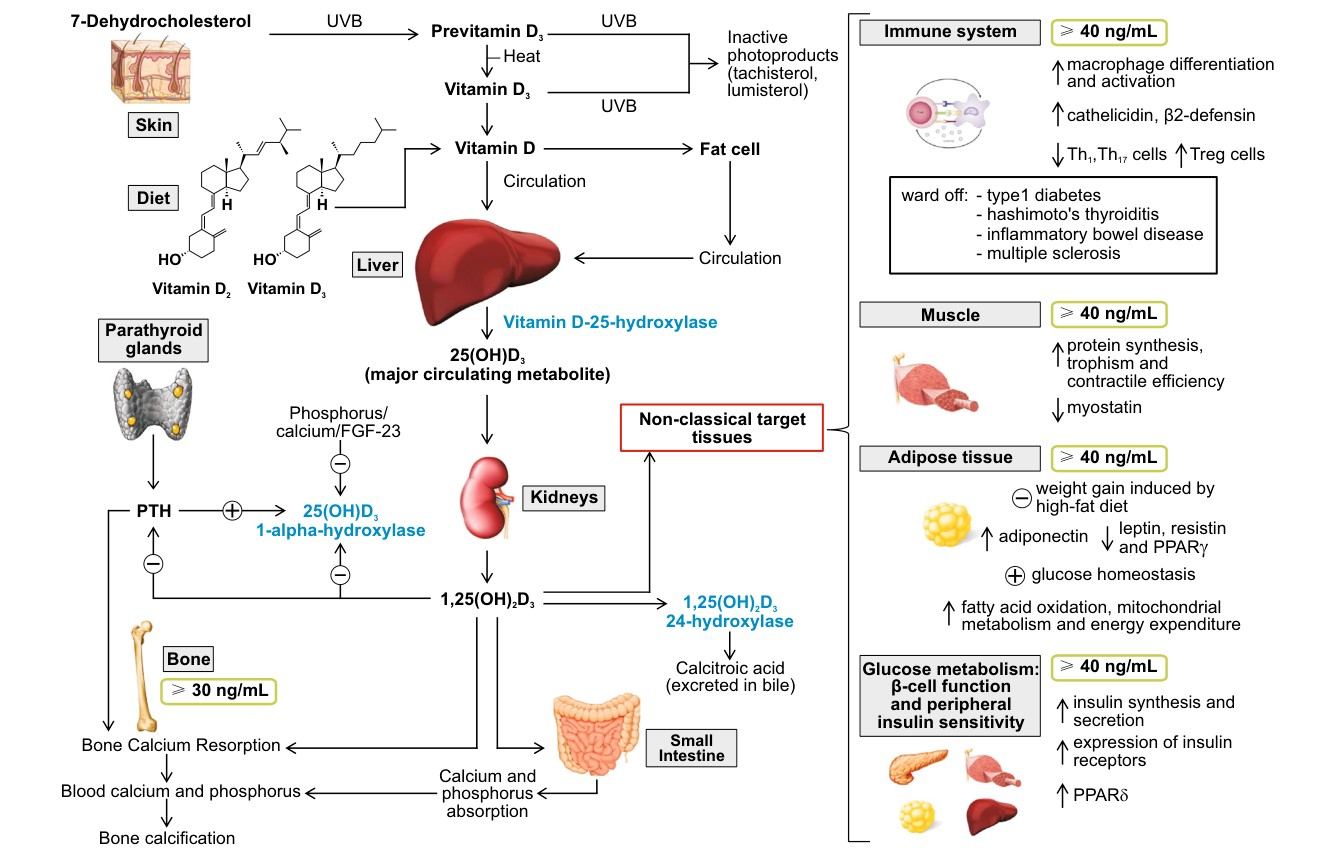 7-Dehydrocholesterol
UVB
Previtamin D₃
UVB
Heat
Inactive
photoproducts
(tachisterol,
lumisterol)
Vitamin D₃
UVB
Skin
Vitamin D
Fat cell
Circulation
Diet
H
H
HO
HO
Vitamin D₂
Vitamin D₃
Liver
Circulation
Vitamin D-25-hydroxylase
25(OH)D₃
(major circulating metabolite)
Parathyroid
glands
Phosphorus/
calcium/FGF-23
−
Non-classical target
tissues
Kidneys
PTH
+
25(OH)D₃
1-alpha-hydroxylase
−
−
1,25(OH)₂D₃
1,25(OH)₂D₃
24-hydroxylase
Calcitroic acid
(excreted in bile)
Bone
⩾ 30 ng/mL
Small
Intestine
Bone Calcium Resorption
Calcium and
phosphorus
absorption
Blood calcium and phosphorus
Bone calcification
Immune system
⩾ 40 ng/mL
↑ macrophage differentiation
and activation
↑ cathelicidin, β2-defensin
↓ Th₁,Th₁₇ cells ↑ Treg cells
ward off: - type1 diabetes
- hashimoto's thyroiditis
- inflammatory bowel disease
- multiple sclerosis
Muscle
⩾ 40 ng/mL
↑ protein synthesis,
trophism and
contractile efficiency
↓ myostatin
Adipose tissue
⩾ 40 ng/mL
− weight gain induced by
high-fat diet
↑ adiponectin ↓ leptin, resistin
and PPARγ
+ glucose homeostasis
↑ fatty acid oxidation, mitochondrial
metabolism and energy expenditure
Glucose metabolism:
β-cell function
and peripheral
insulin sensitivity
⩾ 40 ng/mL
↑ insulin synthesis and
secretion
↑ expression of insulin
receptors
↑ PPARδ